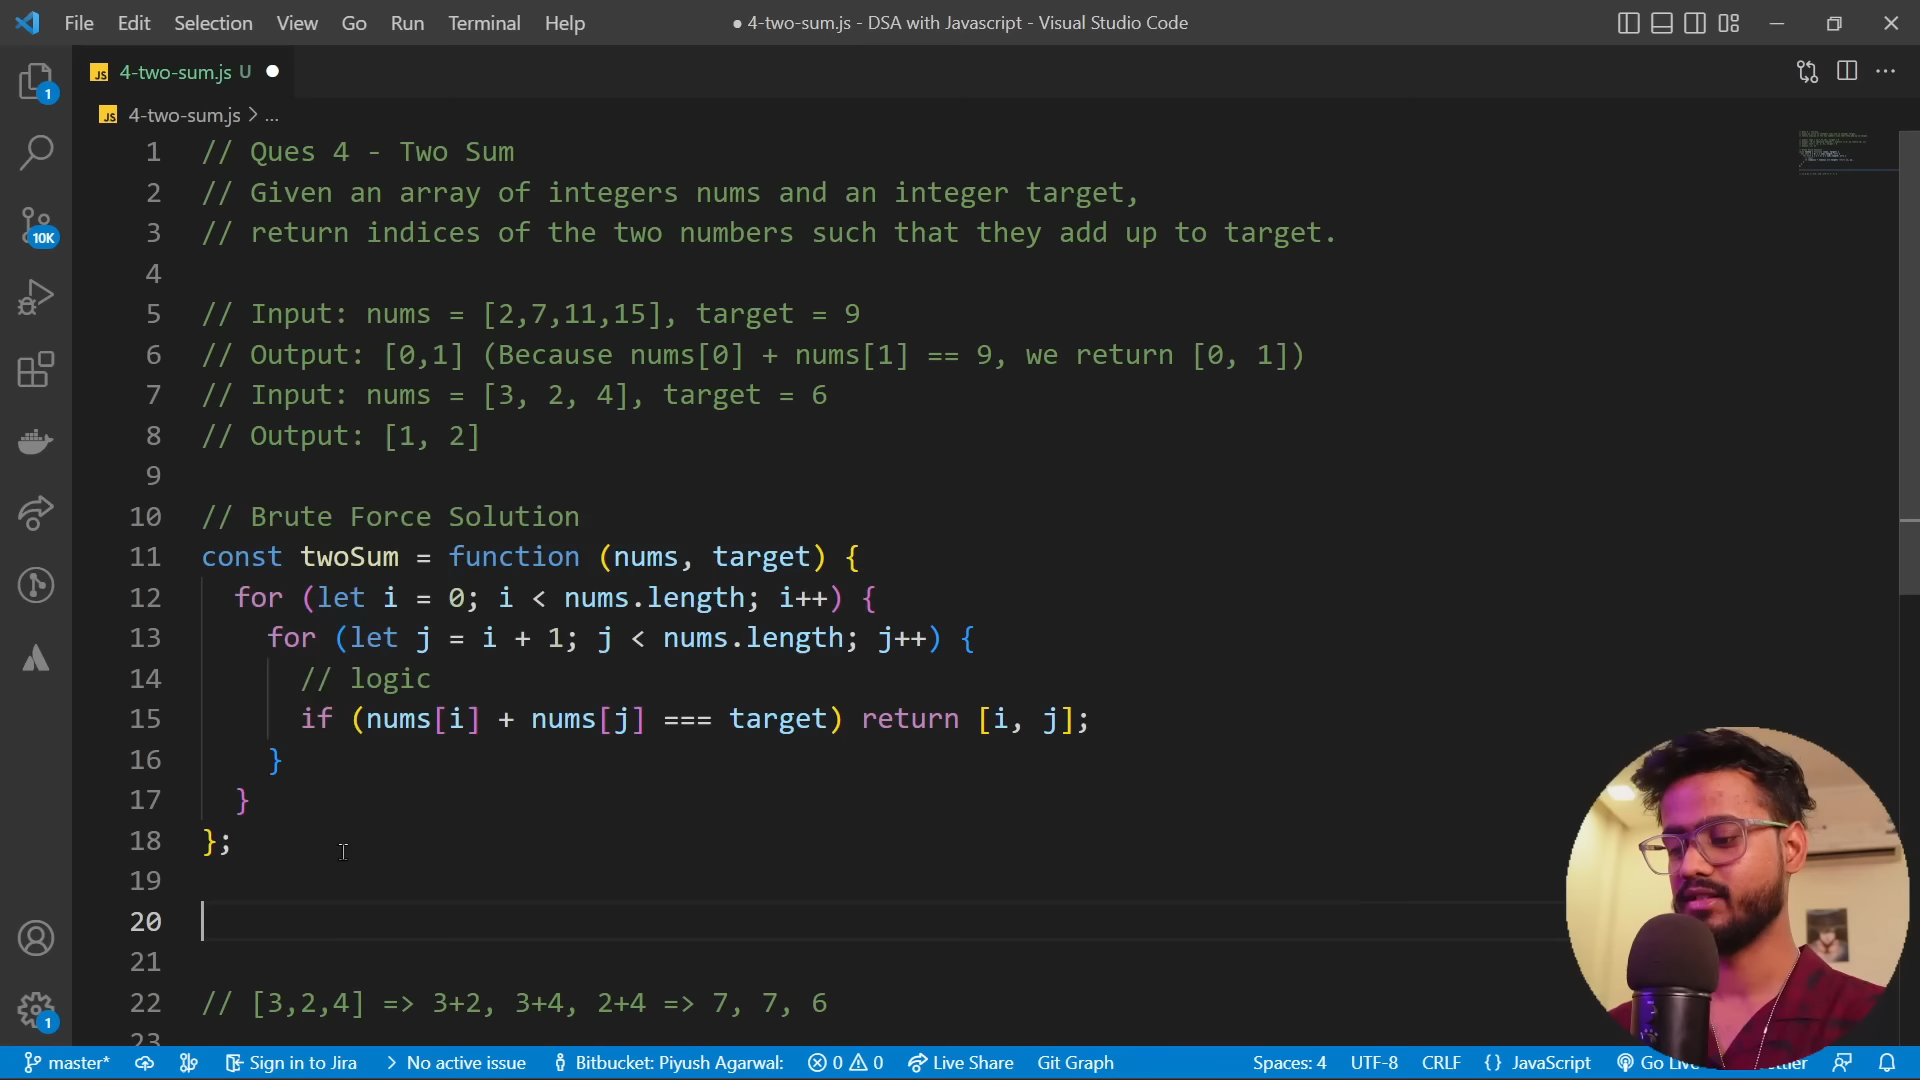 File Edit Selection View Go Run Terminal Help ● 4-two-sum.js - DSA with Javascript - Visual Studio Code
JS 4-two-sum.js U ●
JS 4-two-sum.js > ...
1 // Ques 4 - Two Sum
2 // Given an array of integers nums and an integer target,
3 // return indices of the two numbers such that they add up to target.
4
5 // Input: nums = [2,7,11,15], target = 9
6 // Output: [0,1] (Because nums[0] + nums[1] == 9, we return [0, 1])
7 // Input: nums = [3, 2, 4], target = 6
8 // Output: [1, 2]
9
10 // Brute Force Solution
11 const twoSum = function (nums, target) {
12 for (let i = 0; i < nums.length; i++) {
13 for (let j = i + 1; j < nums.length; j++) {
14 // logic
15 if (nums[i] + nums[j] === target) return [i, j];
16 }
17 }
18 };
19
20
21
22 // [3,2,4] => 3+2, 3+4, 2+4 => 7, 7, 6
23
1
10K
1
master* Sign in to Jira > No active issue Bitbucket: Piyush Agarwal: 0 0 Live Share Git Graph Spaces: 4 UTF-8 CRLF {} JavaScript Go Live